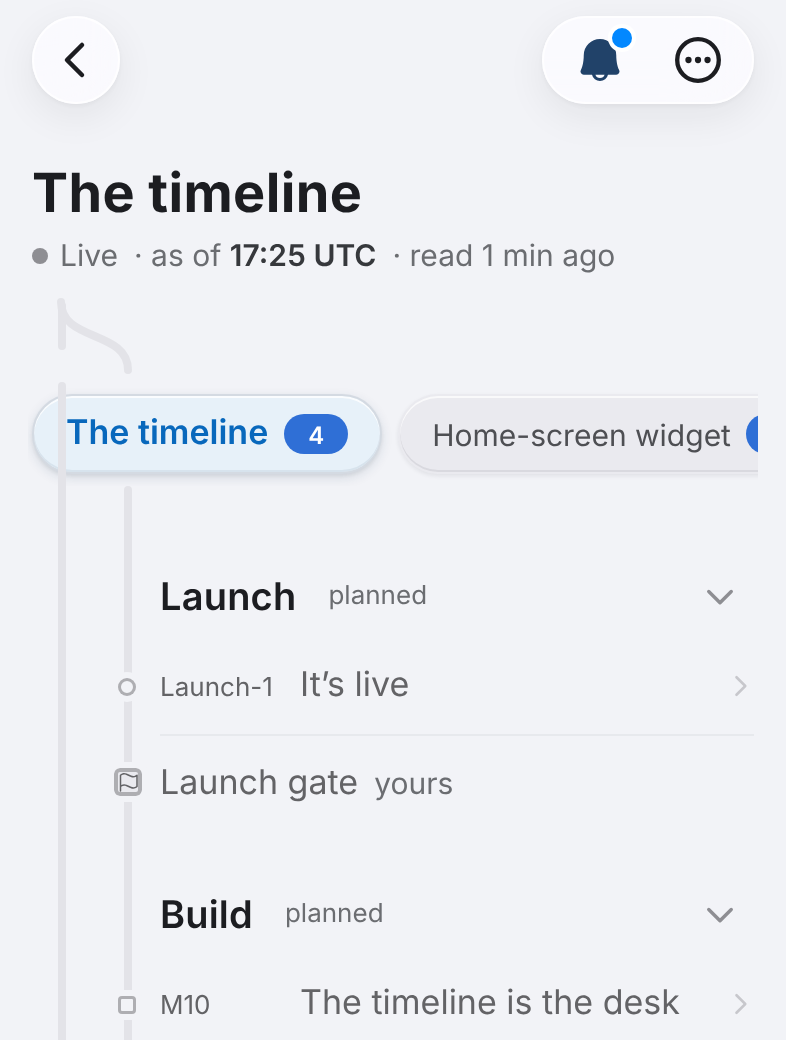 The timeline
Live · as of 17:25 UTC · read 1 min ago
The timeline 4 Home-screen widget
Launch planned
Launch-1 It’s live
Launch gate yours
Build planned
M10 The timeline is the desk